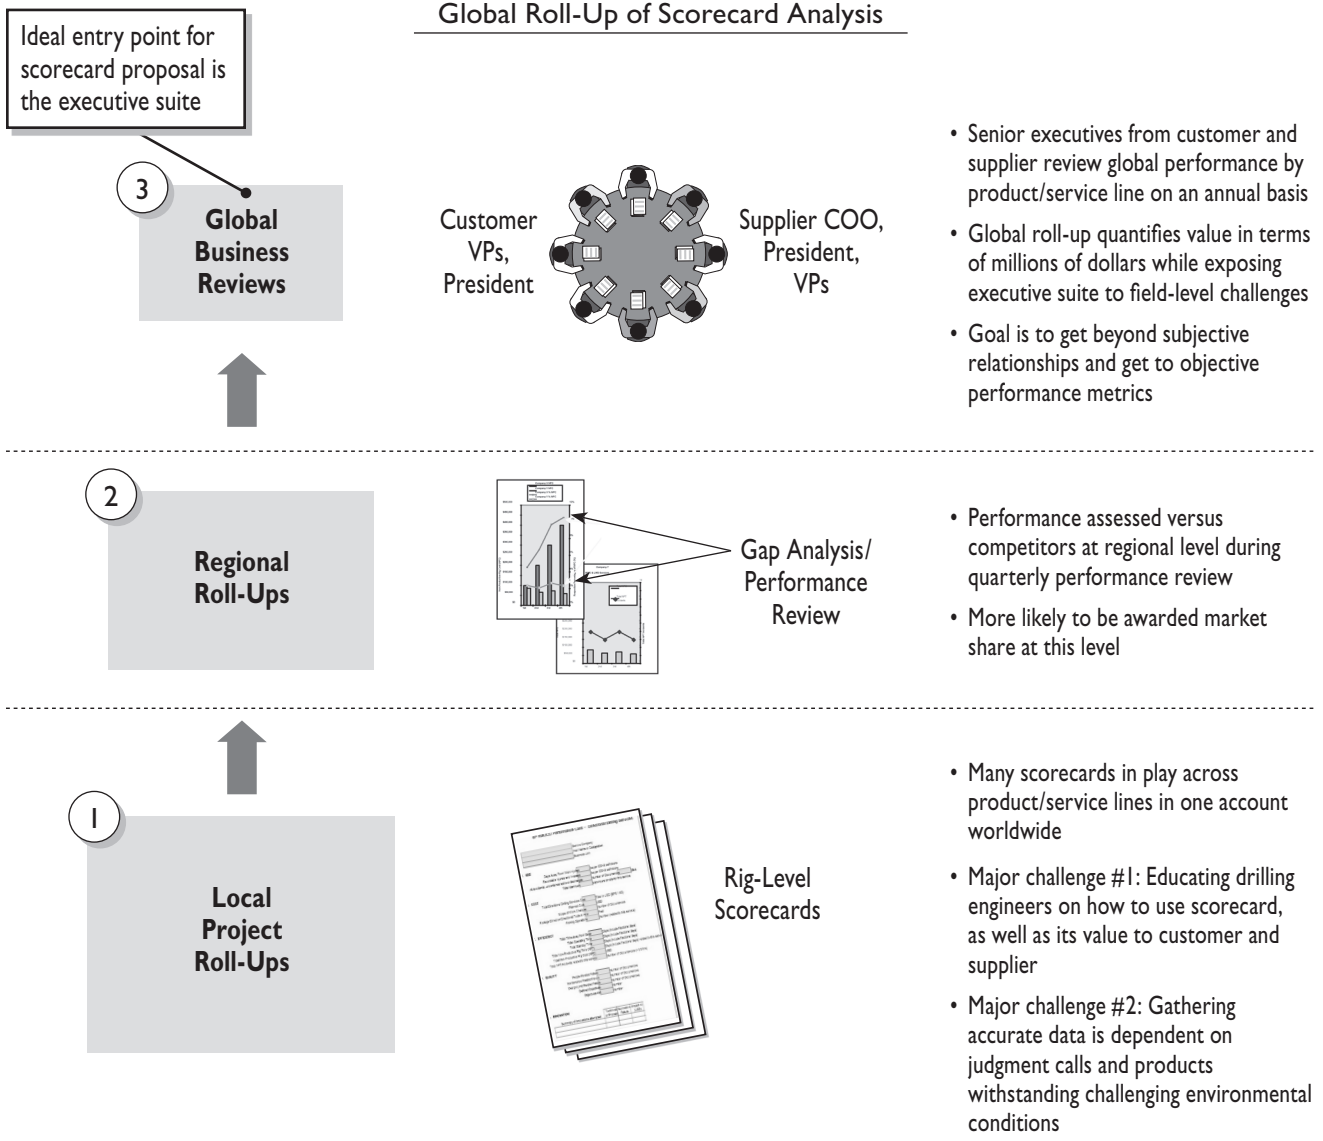 Global Roll-Up of Scorecard Analysis
Ideal entry point for
scorecard proposal is
the executive suite
3
Global
Business
Reviews
Customer
VPs,
President
Supplier COO,
President,
VPs
• Senior executives from customer and
supplier review global performance by
product/service line on an annual basis
• Global roll-up quantifies value in terms
of millions of dollars while exposing
executive suite to field-level challenges
• Goal is to get beyond subjective
relationships and get to objective
performance metrics
2
Regional
Roll-Ups
Gap Analysis/
Performance
Review
• Performance assessed versus
competitors at regional level during
quarterly performance review
• More likely to be awarded market
share at this level
1
Local
Project
Roll-Ups
Rig-Level
Scorecards
• Many scorecards in play across
product/service lines in one account
worldwide
• Major challenge #1: Educating drilling
engineers on how to use scorecard,
as well as its value to customer and
supplier
• Major challenge #2: Gathering
accurate data is dependent on
judgment calls and products
withstanding challenging environmental
conditions